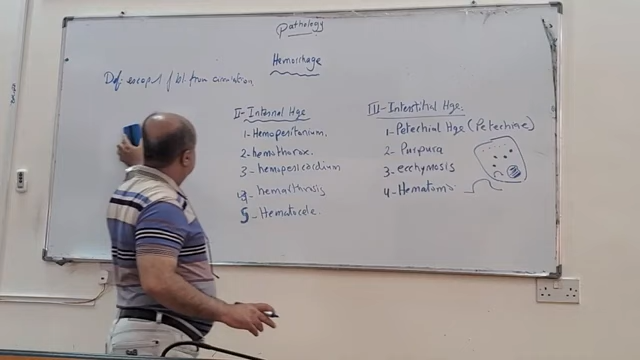 Pathology
Hemorrhage
Def: escape of bl. from circulation
II- Internal Hge
1- Hemoperitonium.
2- hemothorax.
3- hemopericardium
4- hemarthrosis
5- Hematocele.
III- Interstitial Hge.
1- Petechial Hge (Petechiae)
2- Purpura
3- ecchymosis
4- Hematoma